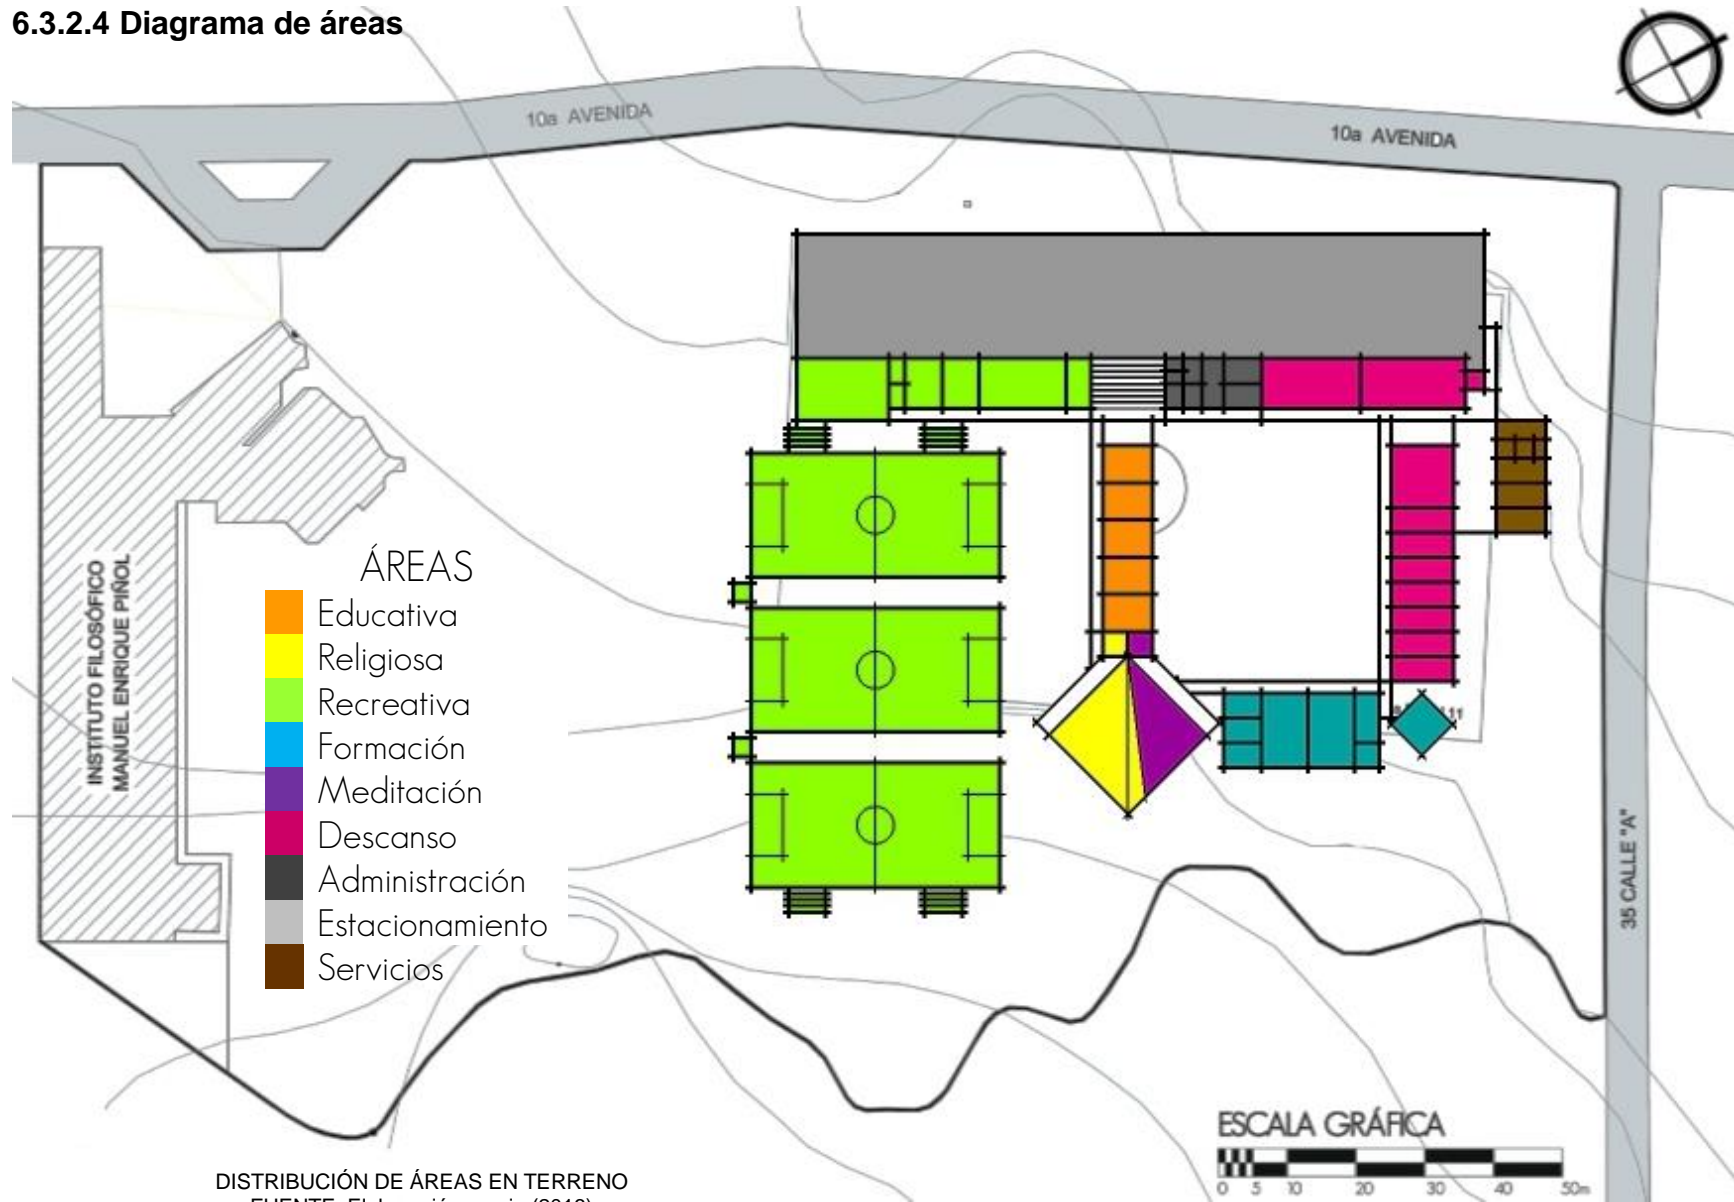 6.3.2.4 Diagrama de áreas
10a AVENIDA
10a AVENIDA
INSTITUTO FILOSÓFICO
MANUEL ENRIQUE PIÑOL
ÁREAS
Educativa
Religiosa
Recreativa
Formación
Meditación
Descanso
Administración
Estacionamiento
Servicios
35 CALLE "A"
ESCALA GRÁFICA
0 5 10 20 30 40 50m
DISTRIBUCIÓN DE ÁREAS EN TERRENO